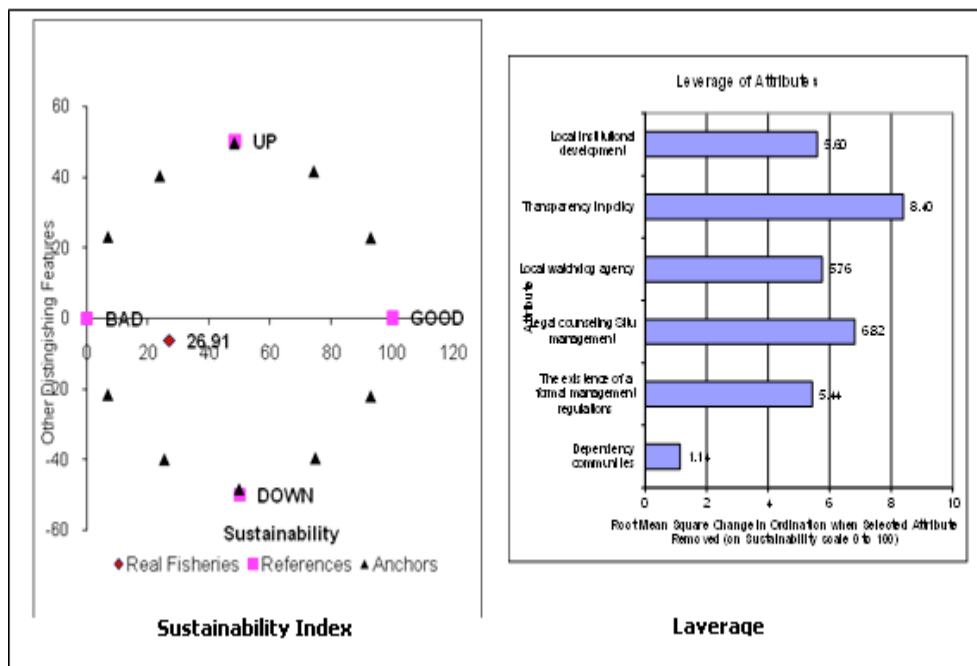 60
40
20
0
-20
-40
-60
Other Distingishing Features
UP
BAD
GOOD
26.91
0 20 40 60 80 100 120
DOWN
Sustainability
Real Fisheries References Anchors
Sustainability Index
Leverage of Attributes
Attribute
Local institutional
development
5.60
Transparency in policy
8.40
Local watching agency
5.76
Legal counseling Situ
management
6.82
The existence of a
formal management
regulations
5.44
Dependency
communities
1.14
0 2 4 6 8 10
Root Mean Square Change in Ordination when Selected Attribute
Removed (on Sustainability scale 0 to 100)
Laverage